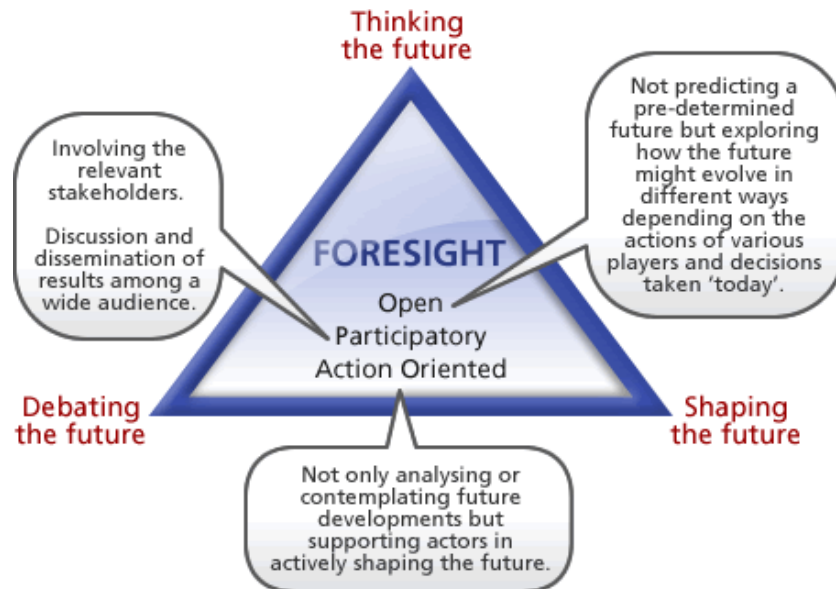 Thinking
the future
Not predicting a
pre-determined
future but exploring
how the future
might evolve in
different ways
depending on the
actions of various
players and decisions
taken ‘today’.
Involving the
relevant
stakeholders.
Discussion and
dissemination of
results among a
wide audience.
FORESIGHT
Open
Participatory
Action Oriented
Debating
the future
Shaping
the future
Not only analysing or
contemplating future
developments but
supporting actors in
actively shaping the future.